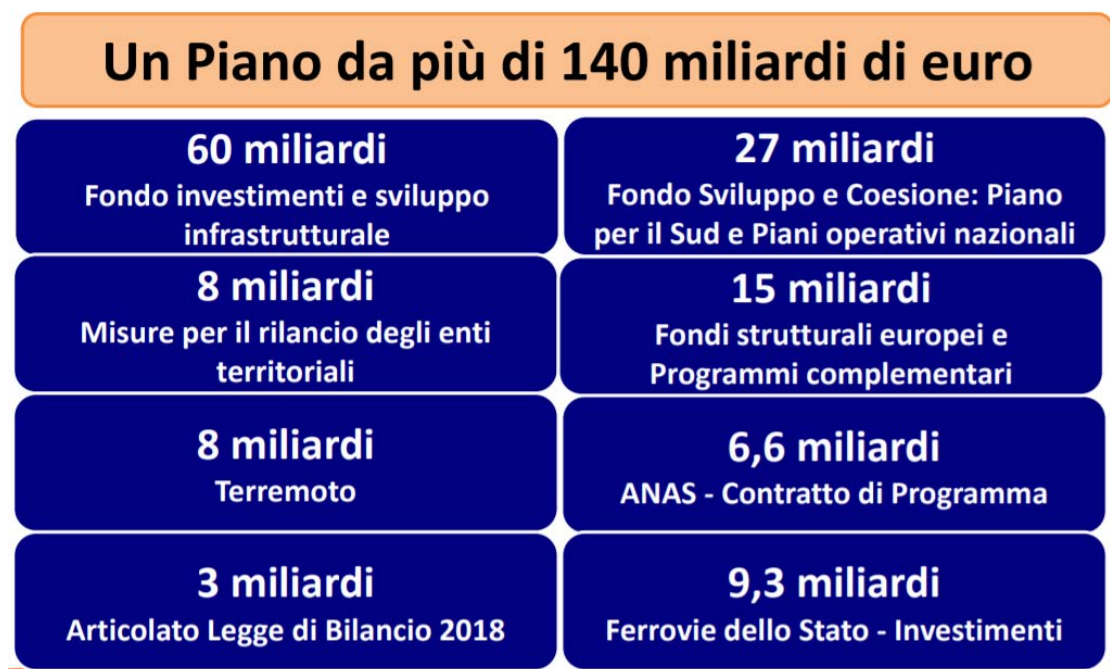 Un Piano da più di 140 miliardi di euro
60 miliardi
Fondo investimenti e sviluppo
infrastrutturale
27 miliardi
Fondo Sviluppo e Coesione: Piano
per il Sud e Piani operativi nazionali
8 miliardi
Misure per il rilancio degli enti
territoriali
15 miliardi
Fondi strutturali europei e
Programmi complementari
8 miliardi
Terremoto
6,6 miliardi
ANAS - Contratto di Programma
3 miliardi
Articolato Legge di Bilancio 2018
9,3 miliardi
Ferrovie dello Stato - Investimenti